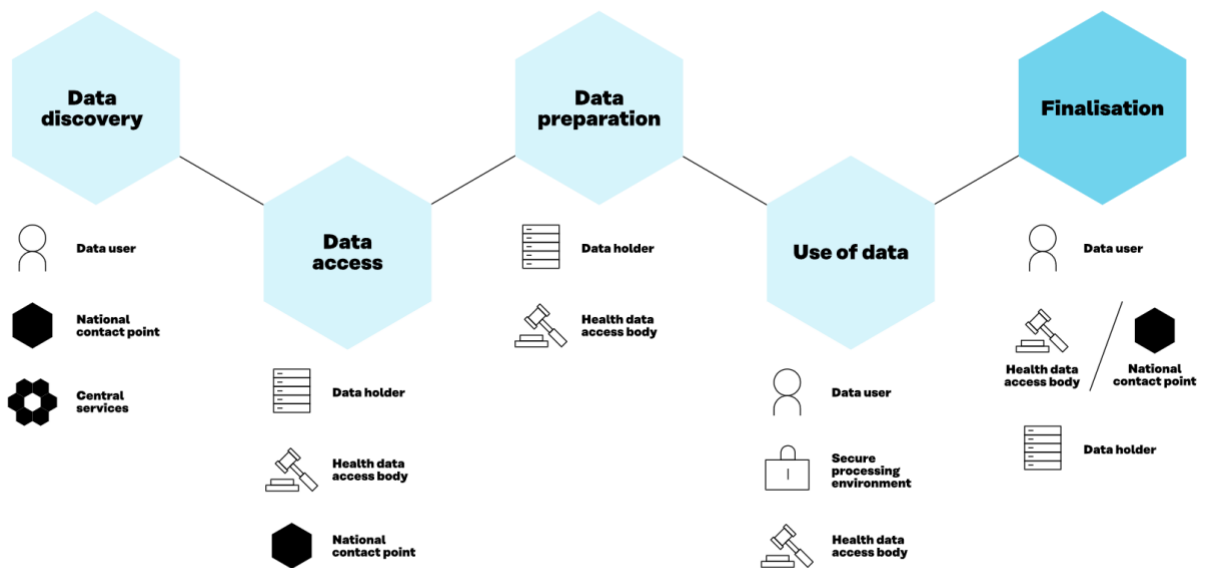 Data
discovery
Data user
National
contact point
Central
services
Data
access
Data holder
Health data
access body
National
contact point
Data
preparation
Data holder
Health data
access body
Use of data
Data user
Secure
processing
environment
Health data
access body
Finalisation
Data user
Health data
access body
National
contact point
Data holder